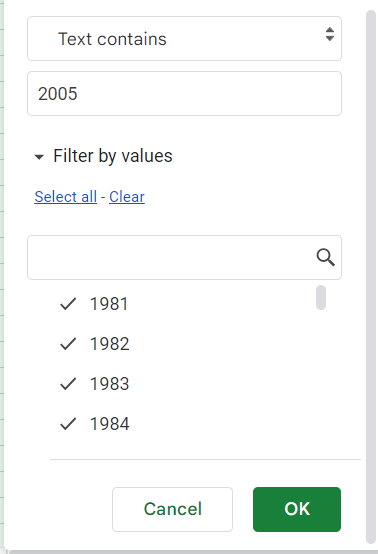 Text contains
2005
Filter by values
Select all - Clear
1981
1982
1983
1984
Cancel
OK